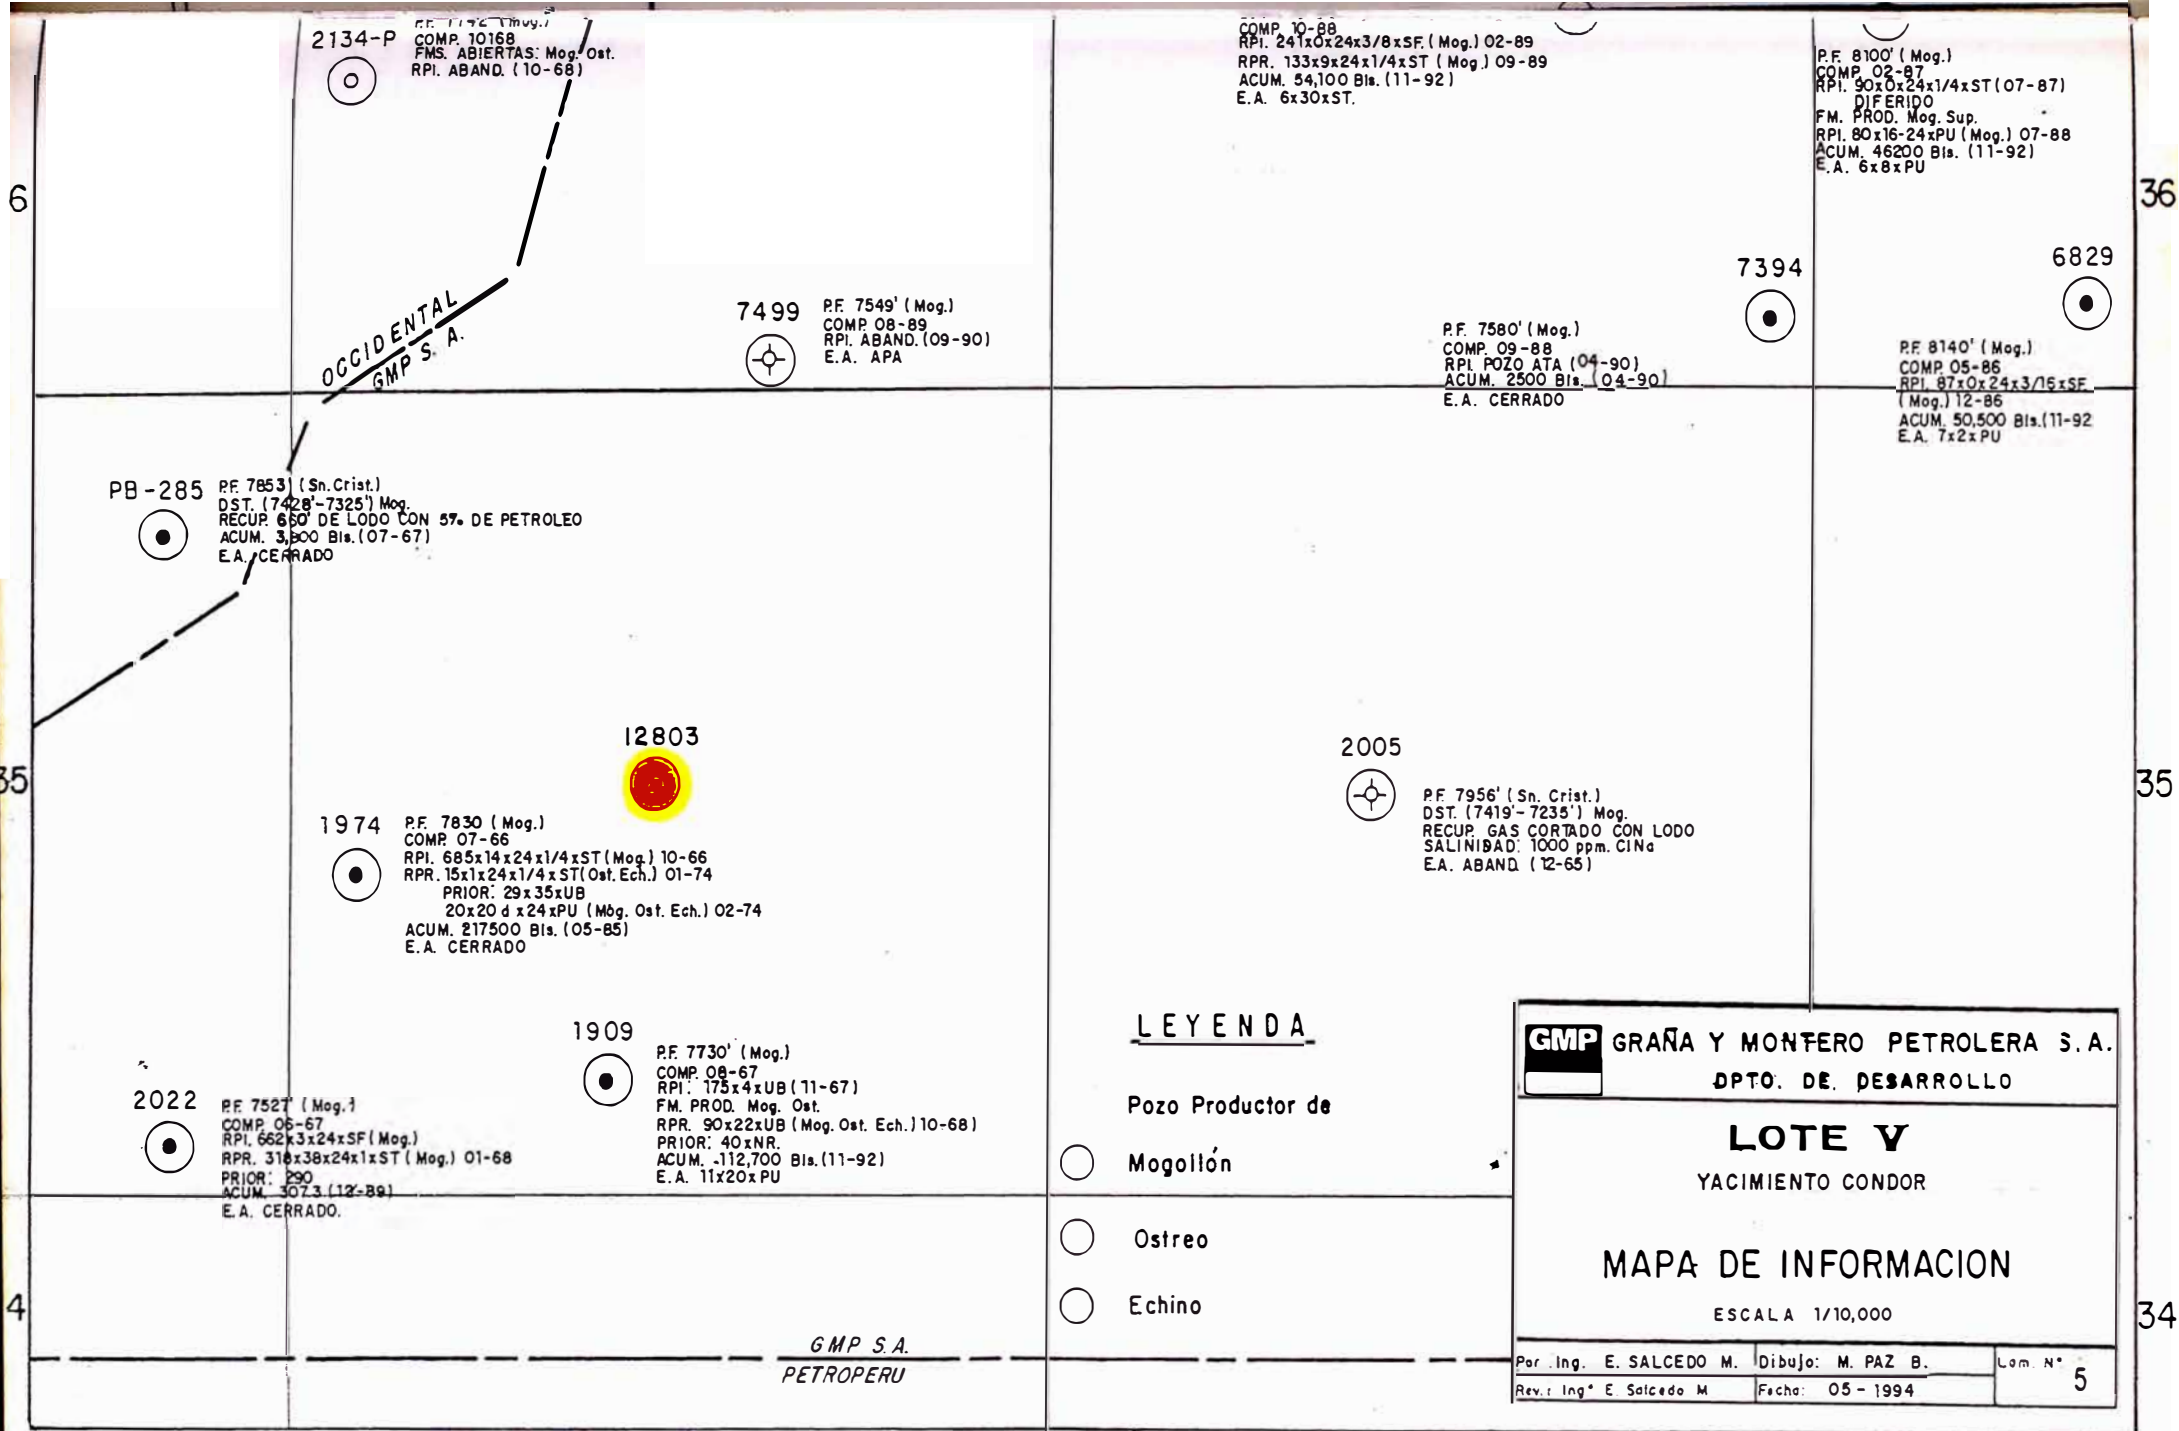 2134-P
COMP. 10168
FMS. ABIERTAS: Mog. Ost.
RPI. ABAND. (10-68)
COMP. 10-88
RPI. 241x0x24x3/8xSF. (Mog.) 02-89
RPR. 133x9x24x1/4xST (Mog.) 09-89
ACUM. 54,100 Bls. (11-92)
E.A. 6x30xST.
P.F. 8100' (Mog.)
COMP. 02-87
RPI. 90x0x24x1/4xST (07-87)
DIFERIDO
FM. PROD. Mog. Sup.
RPI. 80x16-24xPU (Mog.) 07-88
ACUM. 46200 Bls. (11-92)
E.A. 6x8xPU
6
36
OCCIDENTAL
GMP S. A.
7499
P.F. 7549' (Mog.)
COMP. 08-89
RPI. ABAND. (09-90)
E.A. APA
7394
P.F. 7580' (Mog.)
COMP. 09-88
RPI. POZO ATA (04-90)
ACUM. 2500 Bls. (04-90)
E.A. CERRADO
6829
P.F. 8140' (Mog.)
COMP. 05-86
RPI. 87x0x24x3/16xSF.
(Mog.) 12-86
ACUM. 50,500 Bls. (11-92
E.A. 7x2xPU
PB-285
P.F. 7853 (Sn. Crist.)
DST. (7428'-7325') Mog.
RECUP. 660' DE LODO CON 5% DE PETROLEO
ACUM. Bls. (07-67)
E.A. CERRADO
12803
35
35
1974
P.F. 7830 (Mog.)
COMP. 07-66
RPI. 685x14x24x1/4xST (Mog.) 10-66
RPR. 15x1x24x1/4xST (Ost. Ech.) 01-74
PRIOR: 29x35xUB
20x20 d x24xPU (Mog. Ost. Ech.) 02-74
ACUM. 217500 Bls. (05-85)
E.A. CERRADO
2005
P.F. 7956' (Sn. Crist.)
DST. (7419'-7235') Mog.
RECUP. GAS CORTADO CON LODO
SALINIDAD: 1000 ppm. ClNa
E.A. ABAND. (12-65)
1909
P.F. 7730' (Mog.)
COMP. 08-67
RPI: 175x4xUB (11-67)
FM. PROD. Mog. Ost.
RPR. 90x22xUB (Mog. Ost. Ech.) 10-68)
PRIOR: 40xNR.
ACUM. 112,700 Bls. (11-92)
E.A. 11x20xPU
2022
P.F. 7527' (Mog.)
COMP. 06-67
RPI. 662x3x24xSF (Mog.)
RPR. 318x38x24x1xST (Mog.) 01-68
PRIOR: 290
ACUM. 307.3 (12-89)
E.A. CERRADO.
LEYENDA
Pozo Productor de
Mogollón
Ostreo
Echino
GMP GRAÑA Y MONTERO PETROLERA S.A.
DPTO. DE. DESARROLLO
LOTE V
YACIMIENTO CONDOR
MAPA DE INFORMACION
ESCALA 1/10,000
Por. Ing. E. SALCEDO M. Dibujo: M. PAZ B.
Rev.: Ing° E. Salcedo M Fecha: 05-1994
Lam. N° 5
4
34
GMP S.A.
PETROPERU